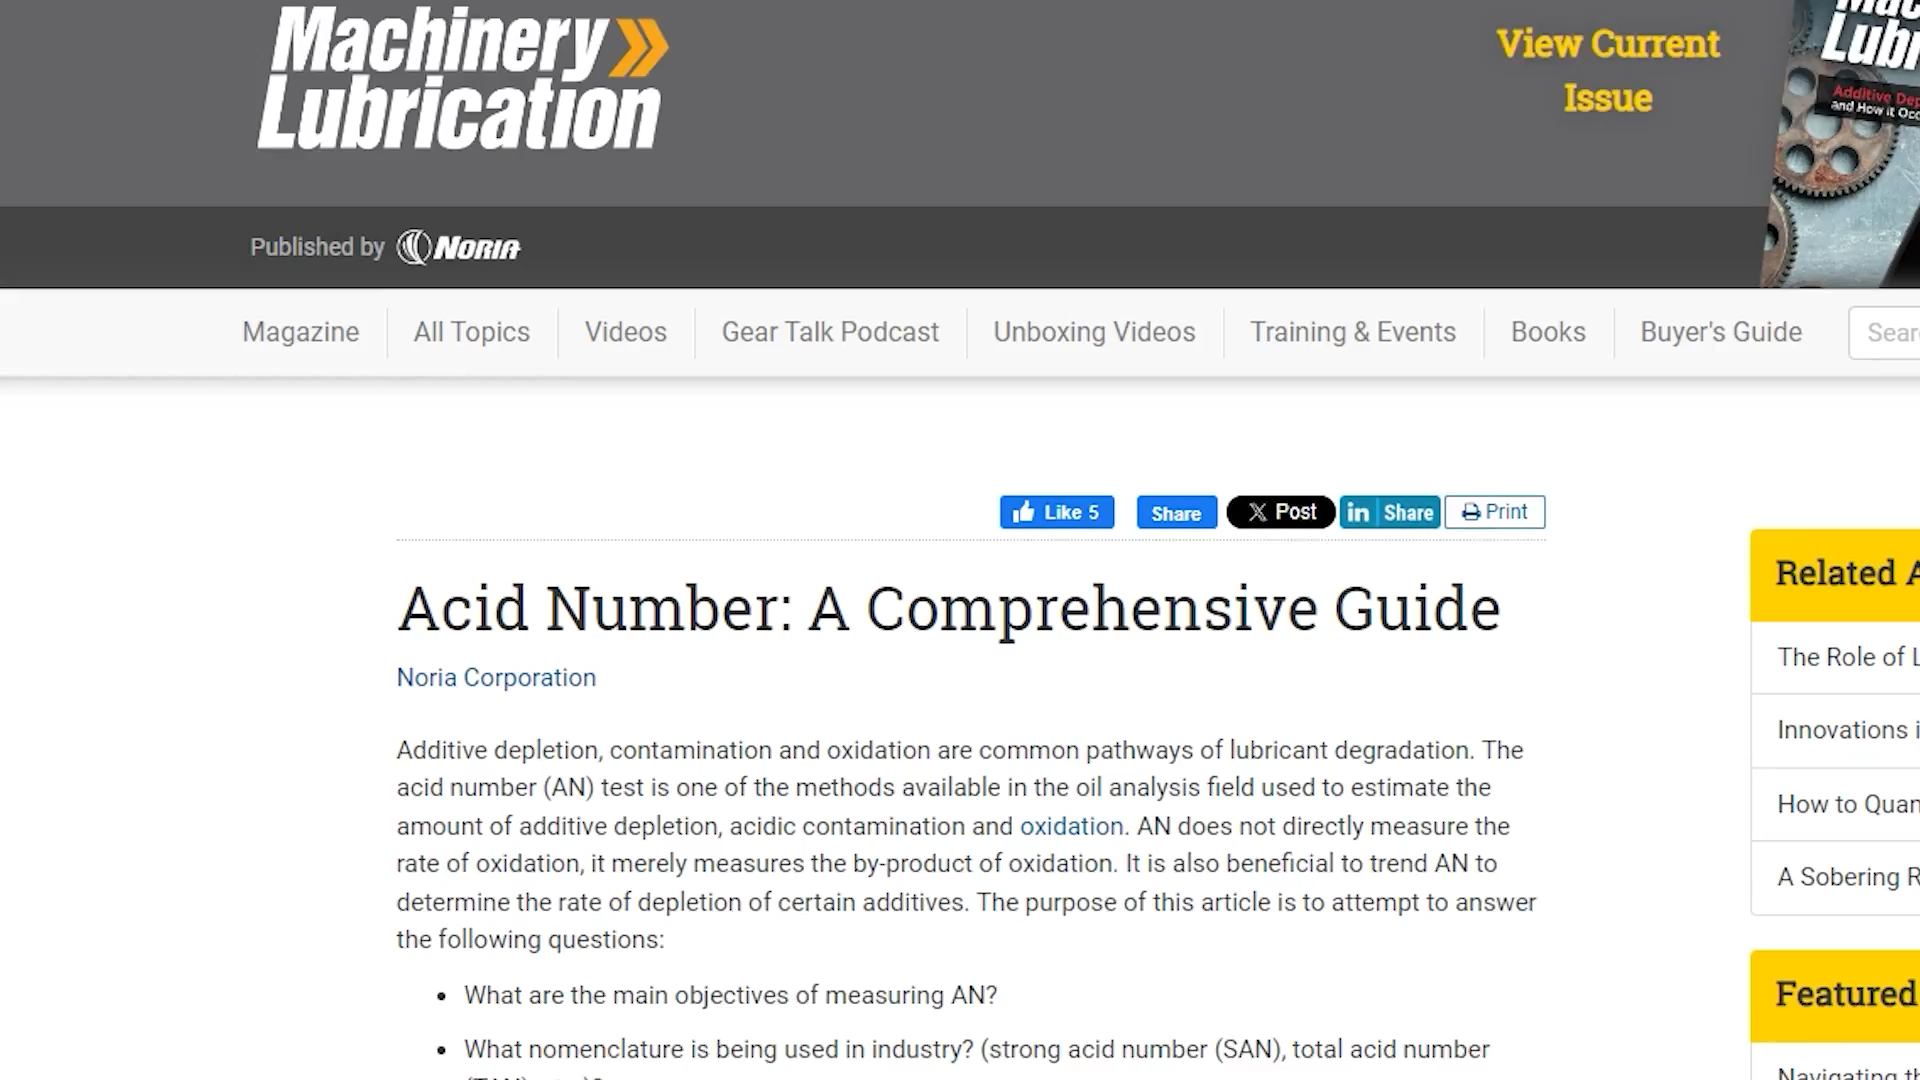 Machinery
Lubrication
View Current
Issue
Additive
and How it
Published by NORIA
Magazine
All Topics
Videos
Gear Talk Podcast
Unboxing Videos
Training & Events
Books
Buyer's Guide
Like 5
Share
Post
in Share
Print
Acid Number: A Comprehensive Guide
Noria Corporation
Additive depletion, contamination and oxidation are common pathways of lubricant degradation. The
acid number (AN) test is one of the methods available in the oil analysis field used to estimate the
amount of additive depletion, acidic contamination and oxidation. AN does not directly measure the
rate of oxidation, it merely measures the by-product of oxidation. It is also beneficial to trend AN to
determine the rate of depletion of certain additives. The purpose of this article is to attempt to answer
the following questions:
• What are the main objectives of measuring AN?
• What nomenclature is being used in industry? (strong acid number (SAN), total acid number
Related
The Role of
Innovations
How to
A Sobering
Featured
Navigating